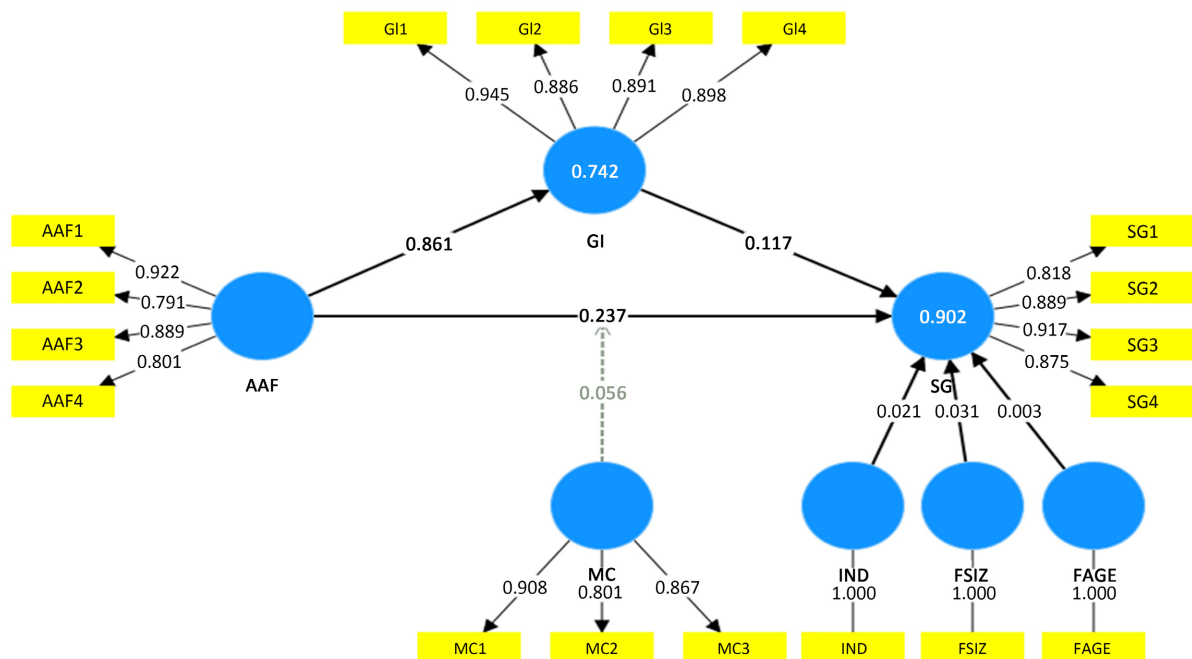 GI1 GI2 GI3 GI4
0.945 0.886 0.891 0.898
0.742
GI
AAF1
AAF2
AAF3
AAF4
0.922
0.791
0.889
0.801
AAF
0.861
0.117
0.237
0.902
SG
0.818
0.889
0.917
0.875
SG1
SG2
SG3
SG4
0.056
0.021 0.031 0.003
MC
0.908 0.801 0.867
MC1 MC2 MC3
IND FSIZ FAGE
1.000 1.000 1.000
IND FSIZ FAGE